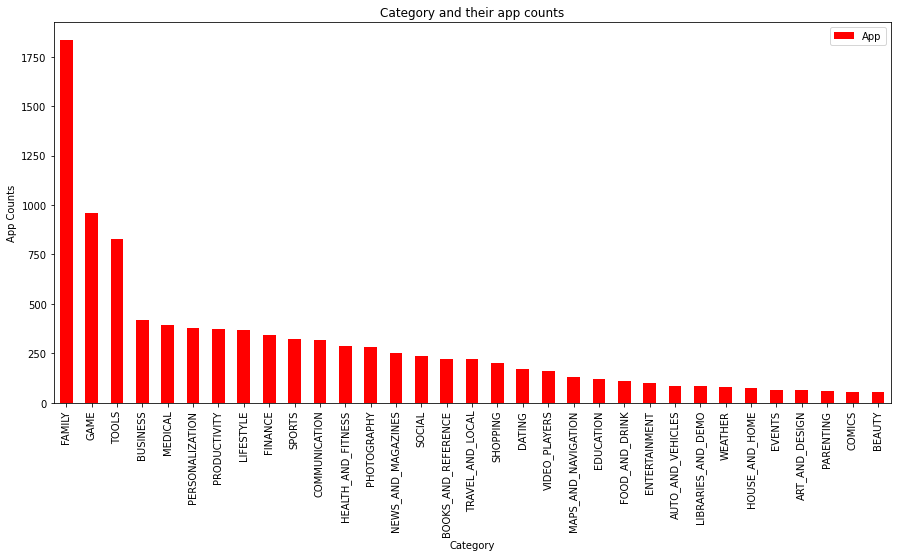 Category and their app counts
App
1750
1500
1250
1000
750
500
250
0
App Counts
FAMILY
GAME
TOOLS
BUSINESS
MEDICAL
PERSONALIZATION
PRODUCTIVITY
LIFESTYLE
FINANCE
SPORTS
COMMUNICATION
HEALTH_AND_FITNESS
PHOTOGRAPHY
NEWS_AND_MAGAZINES
SOCIAL
BOOKS_AND_REFERENCE
TRAVEL_AND_LOCAL
SHOPPING
DATING
VIDEO_PLAYERS
MAPS_AND_NAVIGATION
EDUCATION
FOOD_AND_DRINK
ENTERTAINMENT
AUTO_AND_VEHICLES
LIBRARIES_AND_DEMO
WEATHER
HOUSE_AND_HOME
EVENTS
ART_AND_DESIGN
PARENTING
COMICS
BEAUTY
Category